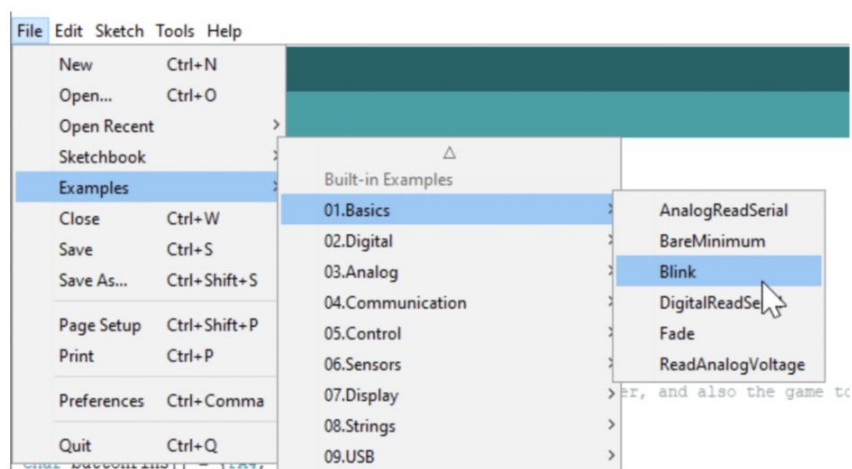 File Edit Sketch Tools Help
New Ctrl+N
Open... Ctrl+O
Open Recent
Sketchbook
Examples
Close Ctrl+W
Save Ctrl+S
Save As... Ctrl+Shift+S
Page Setup Ctrl+Shift+P
Print Ctrl+P
Preferences Ctrl+Comma
Quit Ctrl+Q
Built-in Examples
01.Basics
02.Digital
03.Analog
04.Communication
05.Control
06.Sensors
07.Display
08.Strings
09.USB
AnalogReadSerial
BareMinimum
Blink
Fade
ReadAnalogVoltage
er, and also the game to